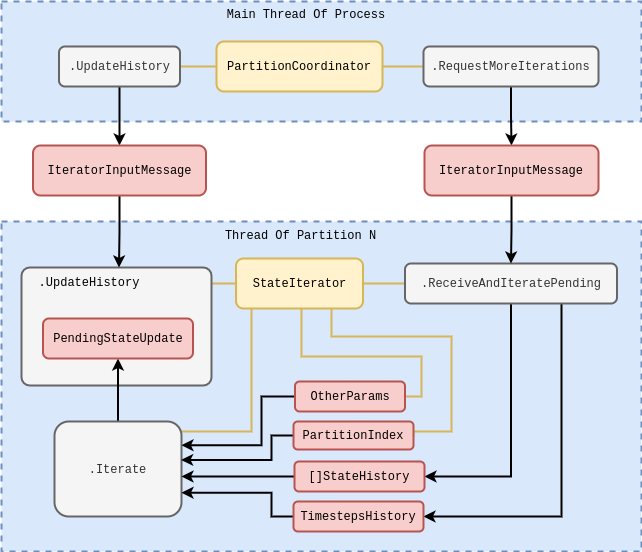 Main Thread Of Process
.UpdateHistory
PartitionCoordinator
.RequestMoreIterations
IteratorInputMessage
IteratorInputMessage
Thread Of Partition N
.UpdateHistory
StateIterator
.ReceiveAndIteratePending
PendingStateUpdate
OtherParams
PartitionIndex
.Iterate
[]StateHistory
TimestepsHistory